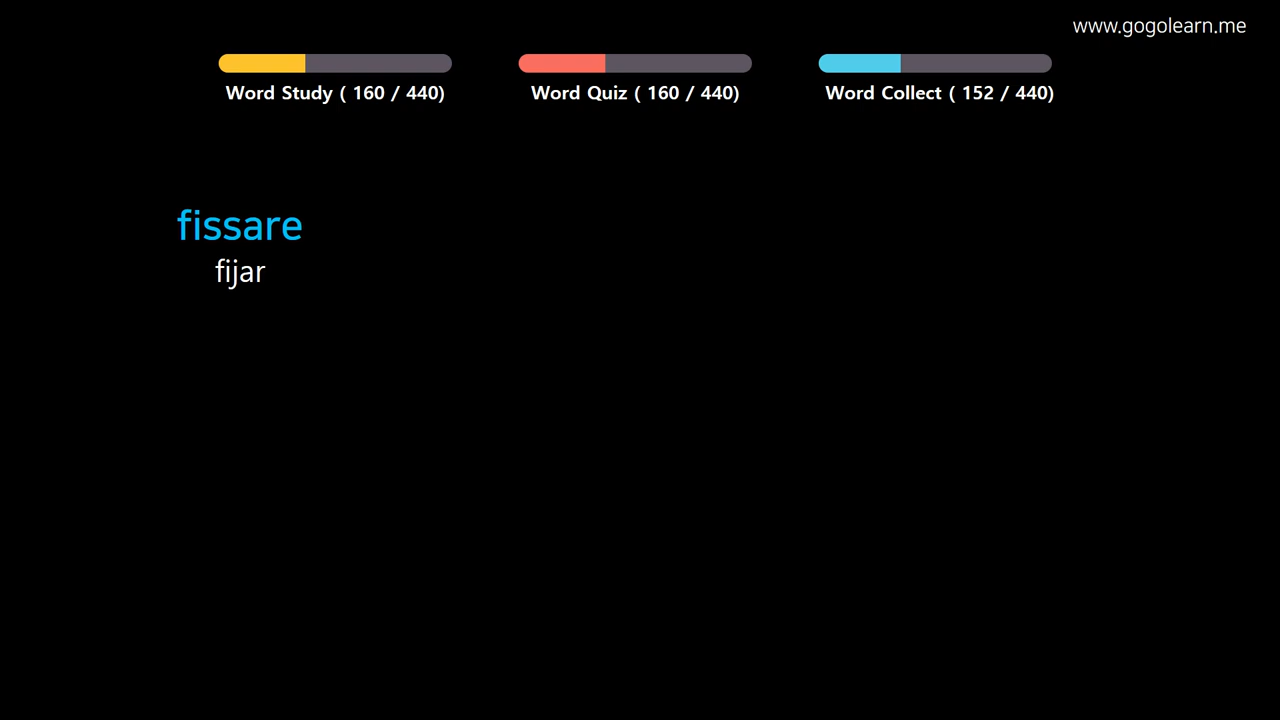 www.gogolearn.me
Word Study ( 160 / 440)
Word Quiz ( 160 / 440)
Word Collect ( 152 / 440)
fissare
fijar